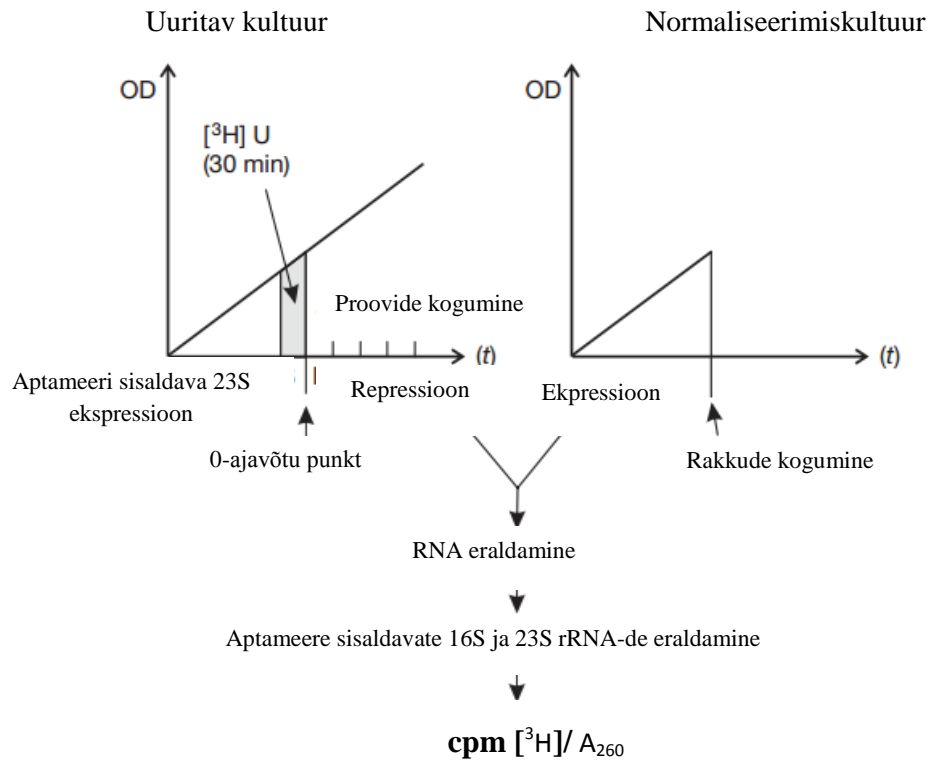 Uuritav kultuur
Normaliseerimiskultuur
OD
[³H] U
(30 min)
Proovide kogumine
(t)
Aptameeri sisaldava 23S
ekspressioon
Repressioon
0-ajavõtu punkt
OD
(t)
Ekpressioon
Rakkude kogumine
RNA eraldamine
Aptameere sisaldavate 16S ja 23S rRNA-de eraldamine
cpm [³H]/ A₂₆₀